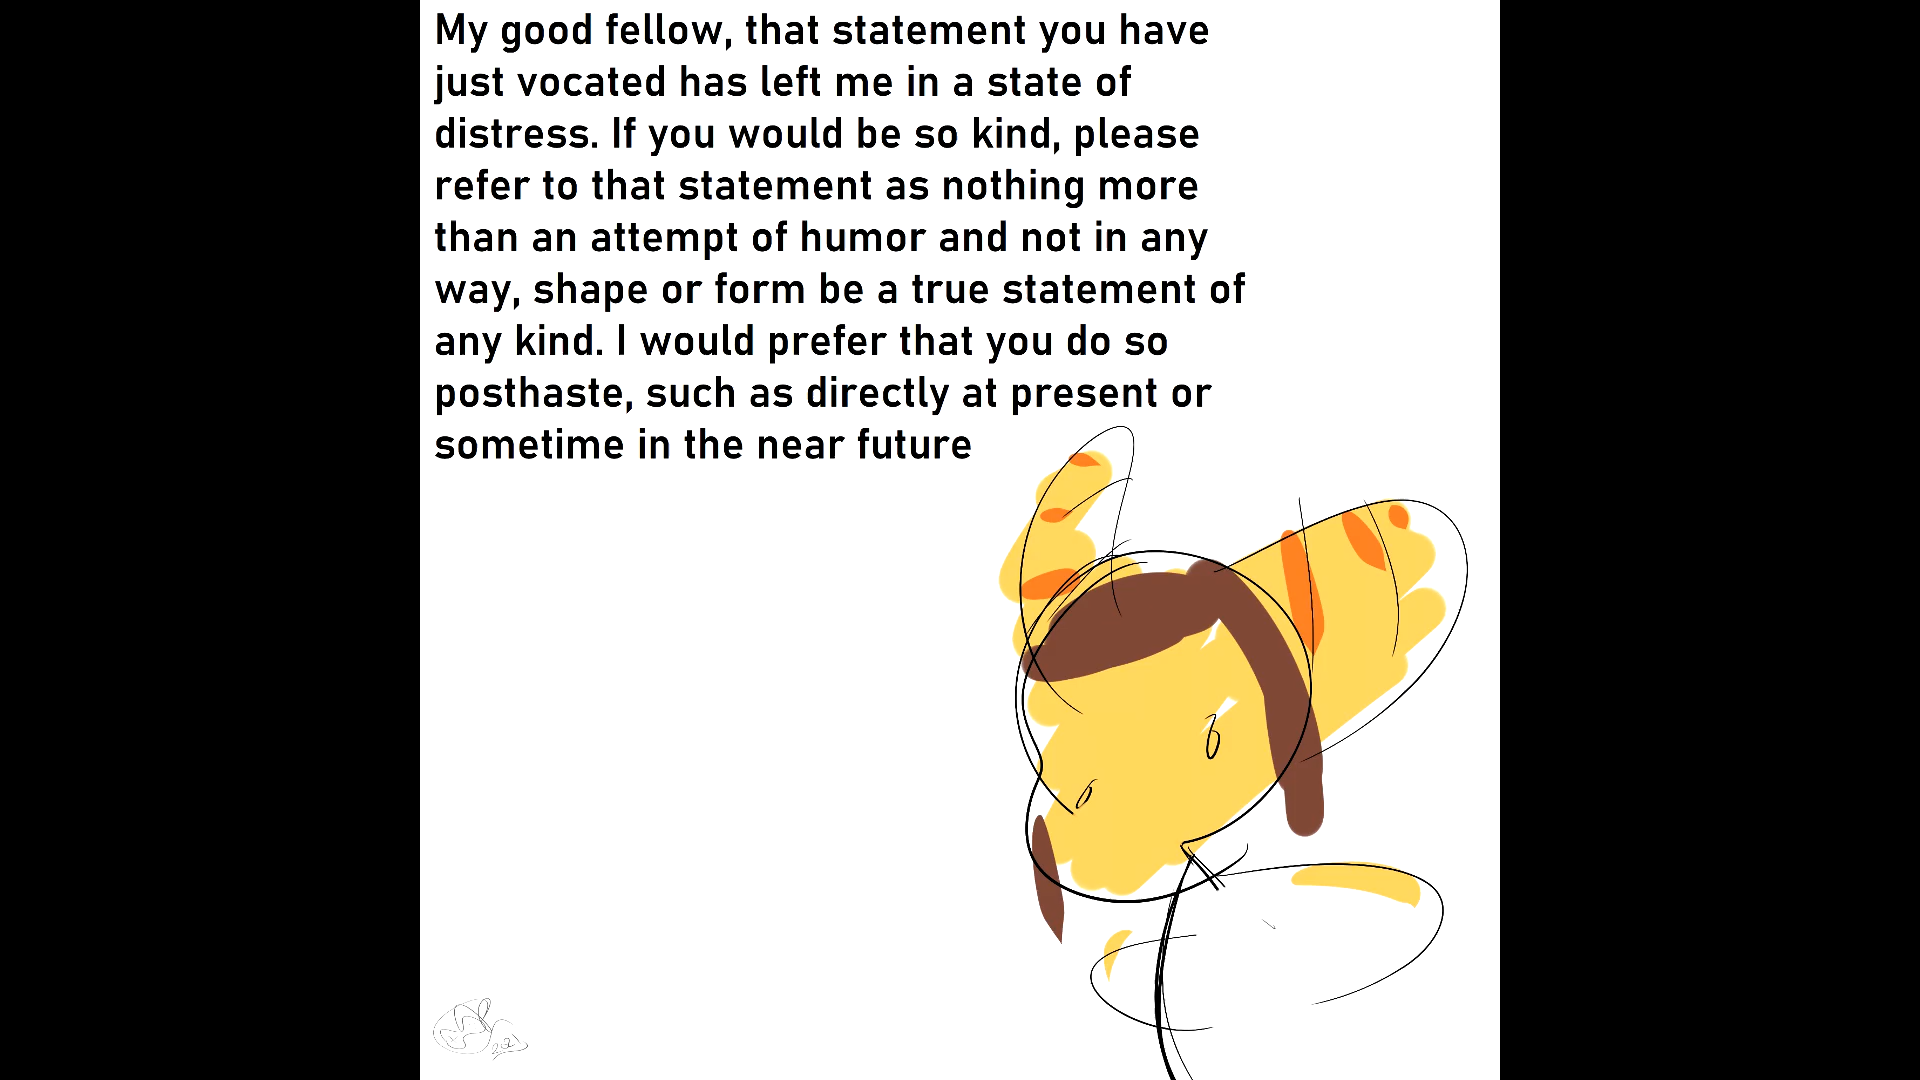 My good fellow, that statement you have
just vocated has left me in a state of
distress. If you would be so kind, please
refer to that statement as nothing more
than an attempt of humor and not in any
way, shape or form be a true statement of
any kind. I would prefer that you do so
posthaste, such as directly at present or
sometime in the near future